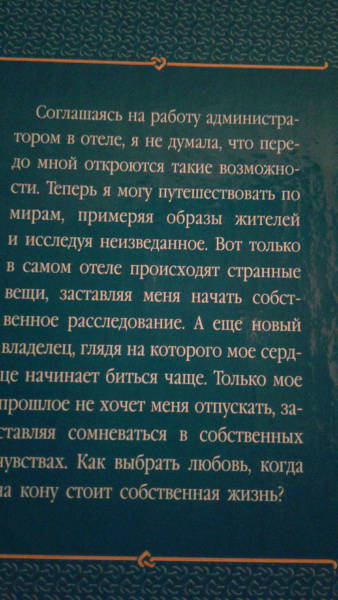 Соглашаясь на работу администра-
тором в отеле, я не думала, что пере-
до мной откроются такие возможно-
сти. Теперь я могу путешествовать по
мирам, примеряя образы жителей
и исследуя неизведанное. Вот только
в самом отеле происходят странные
вещи, заставляя меня начать собст-
венное расследование. А еще новый
владелец, глядя на которого мое серд-
це начинает биться чаще. Только мое
прошлое не хочет меня отпускать, за-
ставляя сомневаться в собственных
чувствах. Как выбрать любовь, когда
на кону стоит собственная жизнь?